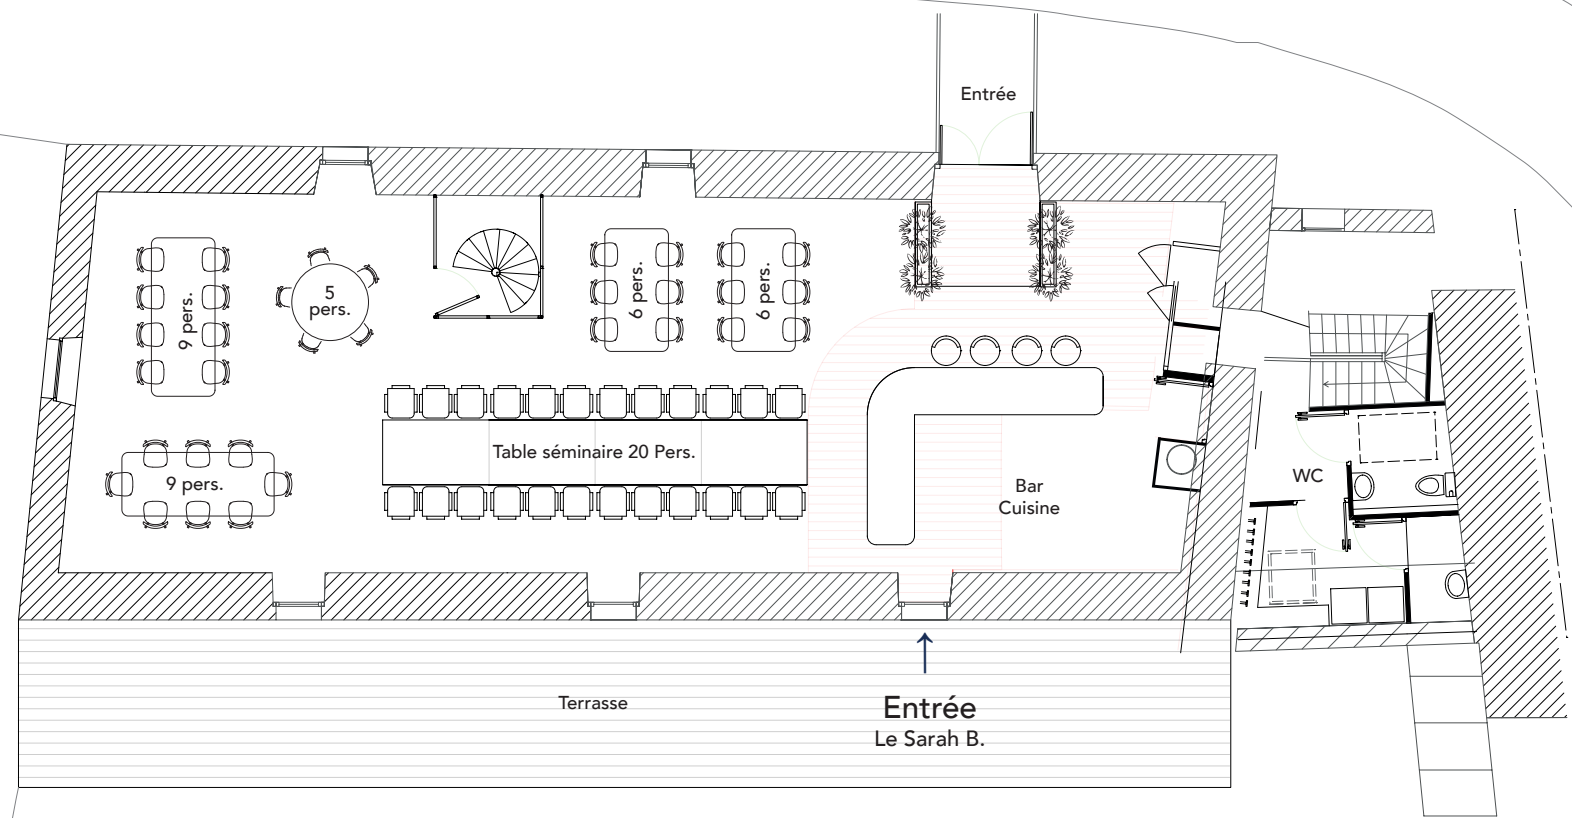 Entrée
9 pers.
5
pers.
6 pers.
6 pers.
9 pers.
Table séminaire 20 Pers.
Bar
Cuisine
WC
Terrasse
Entrée
Le Sarah B.